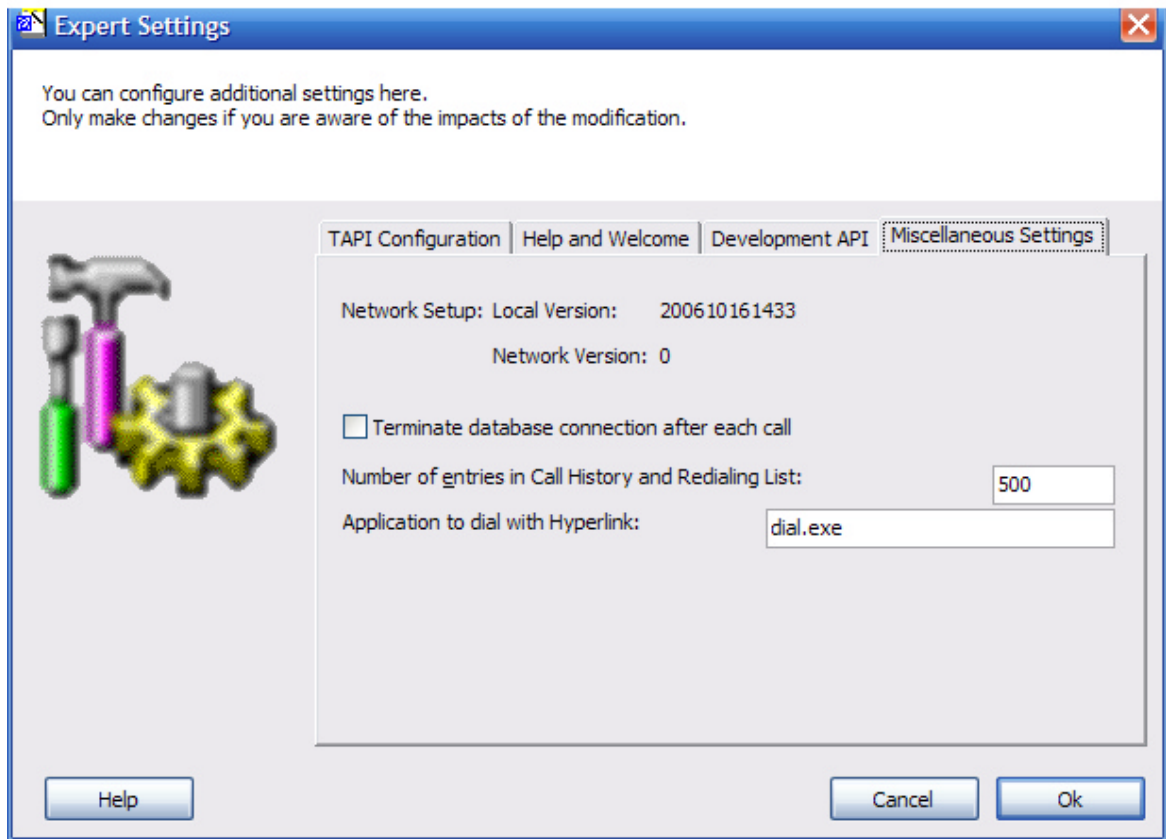 Expert Settings
You can configure additional settings here.
Only make changes if you are aware of the impacts of the modification.
TAPI Configuration
Help and Welcome
Development API
Miscellaneous Settings
Network Setup: Local Version: 200610161433
Network Version: 0
Terminate database connection after each call
Number of entries in Call History and Redialing List: 500
Application to dial with Hyperlink: dial.exe
Help
Cancel
Ok